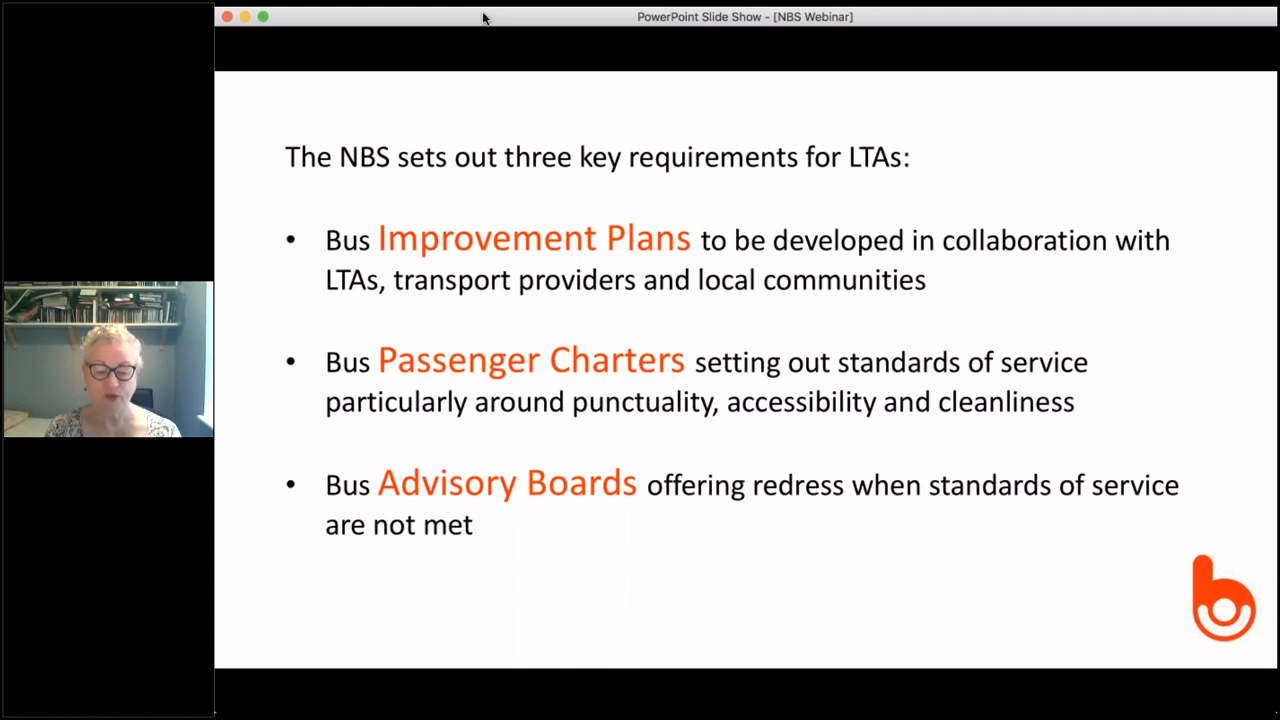 PowerPoint Slide Show - [NBS Webinar]
The NBS sets out three key requirements for LTAs:
• Bus Improvement Plans to be developed in collaboration with
LTAs, transport providers and local communities
• Bus Passenger Charters setting out standards of service
particularly around punctuality, accessibility and cleanliness
• Bus Advisory Boards offering redress when standards of service
are not met